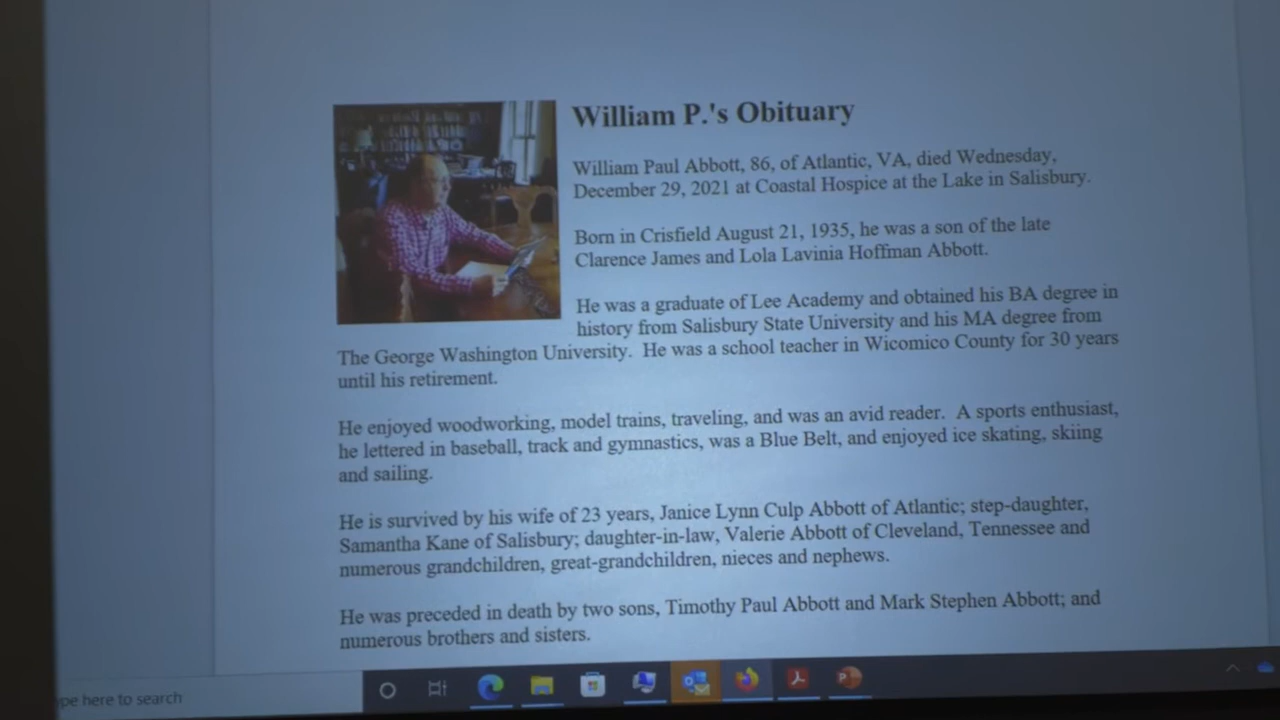 William P.'s Obituary
William Paul Abbott, 86, of Atlantic, VA, died Wednesday,
December 29, 2021 at Coastal Hospice at the Lake in Salisbury.
Born in Crisfield August 21, 1935, he was a son of the late
Clarence James and Lola Lavinia Hoffman Abbott.
He was a graduate of Lee Academy and obtained his BA degree in
history from Salisbury State University and his MA degree from
The George Washington University. He was a school teacher in Wicomico County for 30 years
until his retirement.
He enjoyed woodworking, model trains, traveling, and was an avid reader. A sports enthusiast,
he lettered in baseball, track and gymnastics, was a Blue Belt, and enjoyed ice skating, skiing
and sailing.
He is survived by his wife of 23 years, Janice Lynn Culp Abbott of Atlantic; step-daughter,
Samantha Kane of Salisbury; daughter-in-law, Valerie Abbott of Cleveland, Tennessee and
numerous grandchildren, great-grandchildren, nieces and nephews.
He was preceded in death by two sons, Timothy Paul Abbott and Mark Stephen Abbott; and
numerous brothers and sisters.
pe here to search